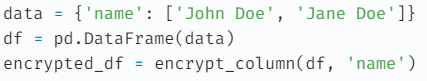 data = {'name': ['John Doe', 'Jane Doe']}
df = pd.DataFrame(data)
encrypted_df = encrypt_column(df, 'name')